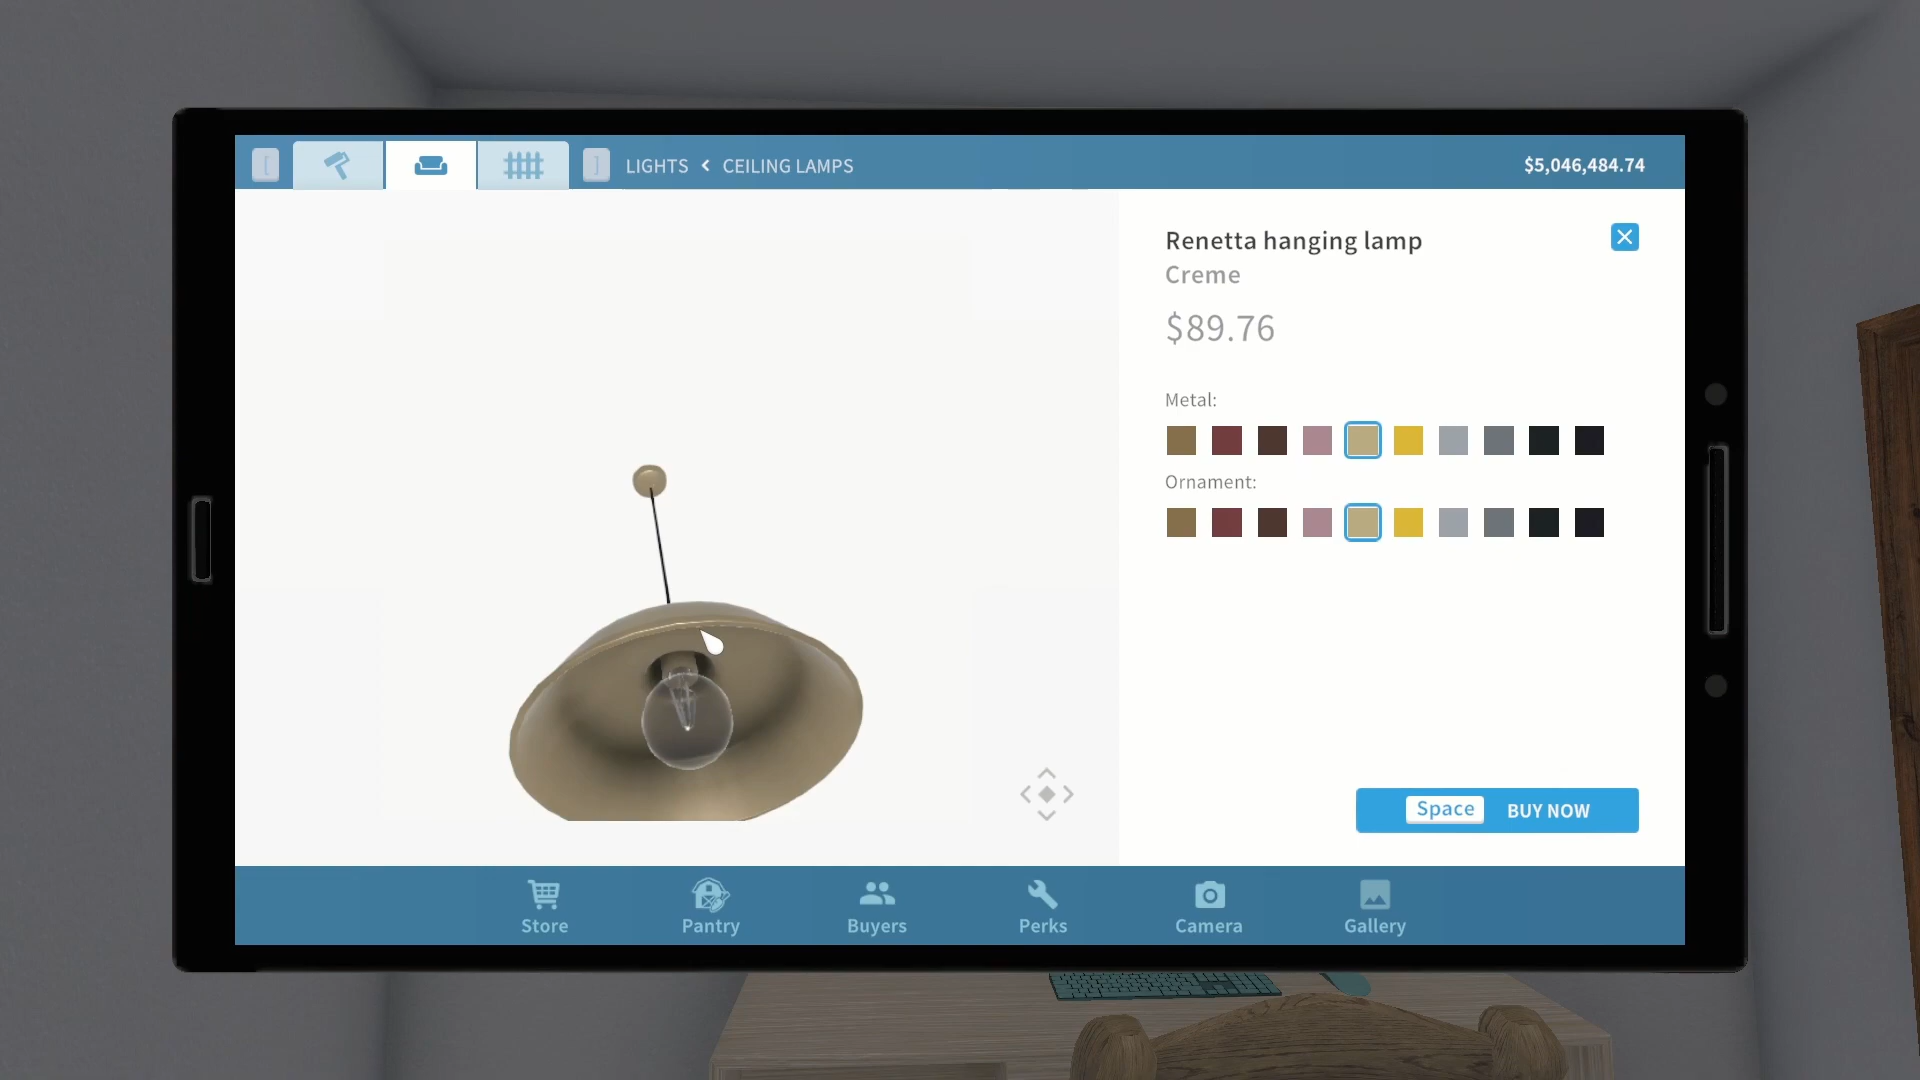 [
]
LIGHTS < CEILING LAMPS
$5,046,484.74
Renetta hanging lamp
Creme
$89.76
Metal:
Ornament:
Space BUY NOW
Store
Pantry
Buyers
Perks
Camera
Gallery